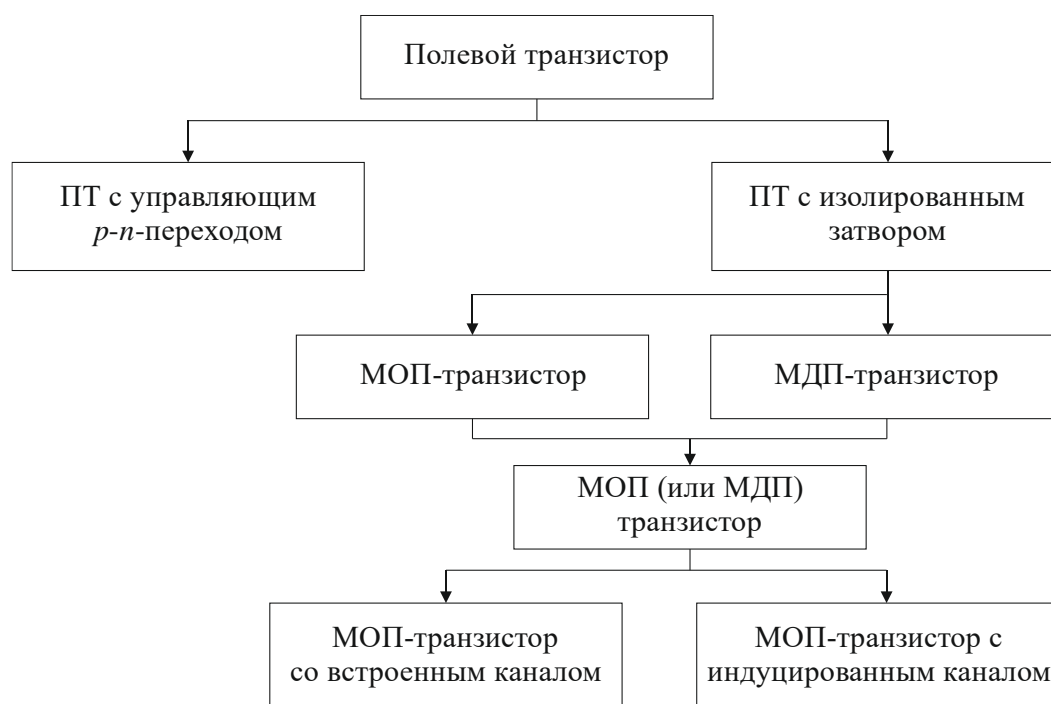 Полевой транзистор
ПТ с управляющим
p-n-переходом
ПТ с изолированным
затвором
МОП-транзистор
МДП-транзистор
МОП (или МДП)
транзистор
МОП-транзистор
со встроенным каналом
МОП-транзистор с
индуцированным каналом